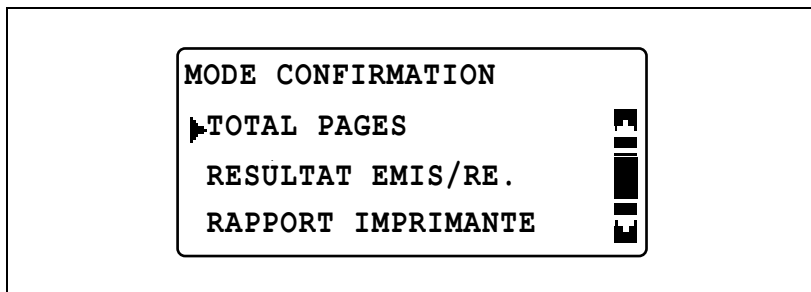 MODE CONFIRMATION
TOTAL PAGES
RESULTAT EMIS/RE.
RAPPORT IMPRIMANTE